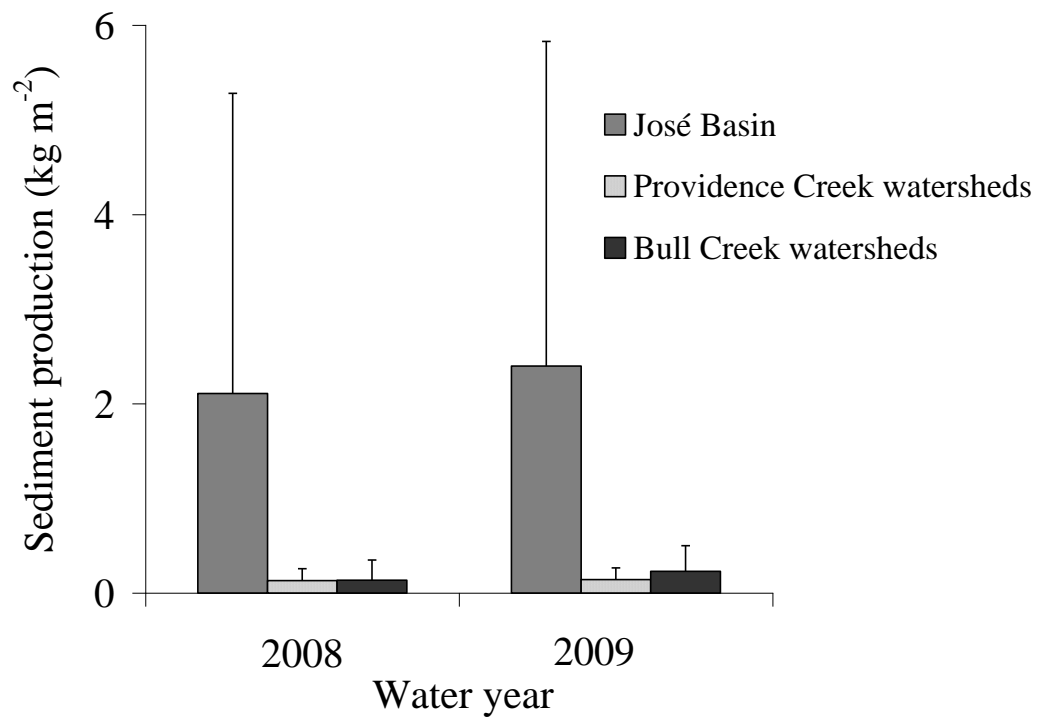 6
4
2
0
Sediment production (kg m-2)
José Basin
Providence Creek watersheds
Bull Creek watersheds
2008
2009
Water year